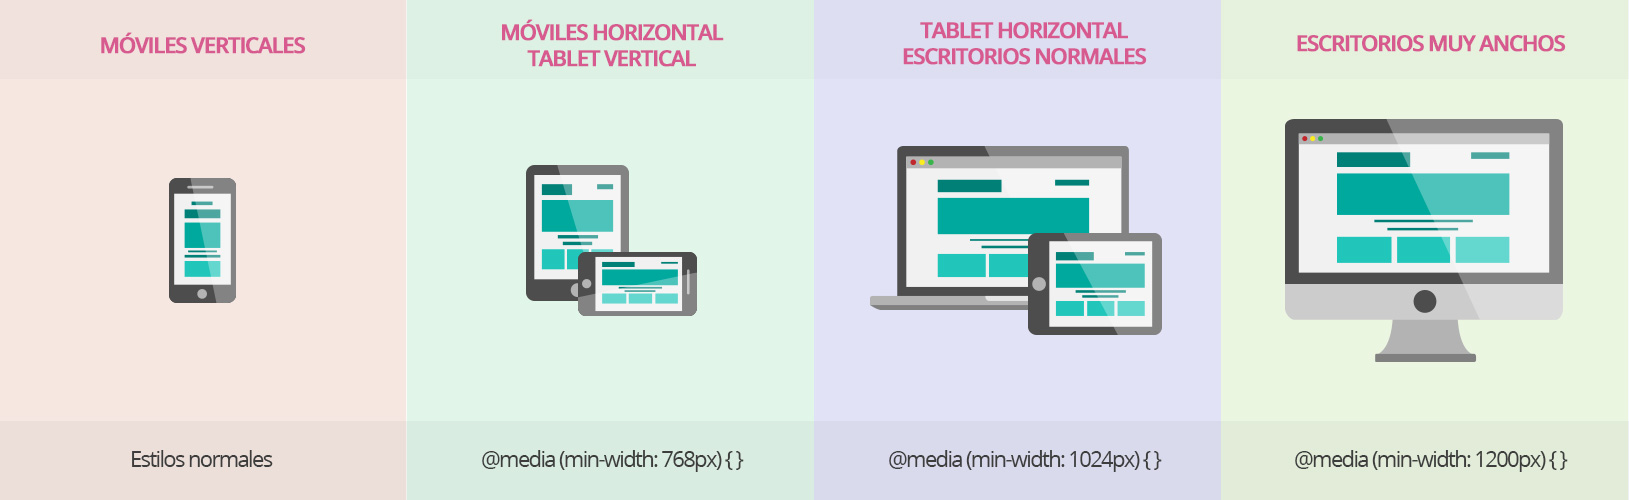 MÓVILES VERTICALES
MÓVILES HORIZONTAL
TABLET VERTICAL
TABLET HORIZONTAL
ESCRITORIOS NORMALES
ESCRITORIOS MUY ANCHOS
Estilos normales
@media (min-width: 768px) { }
@media (min-width: 1024px) { }
@media (min-width: 1200px) { }